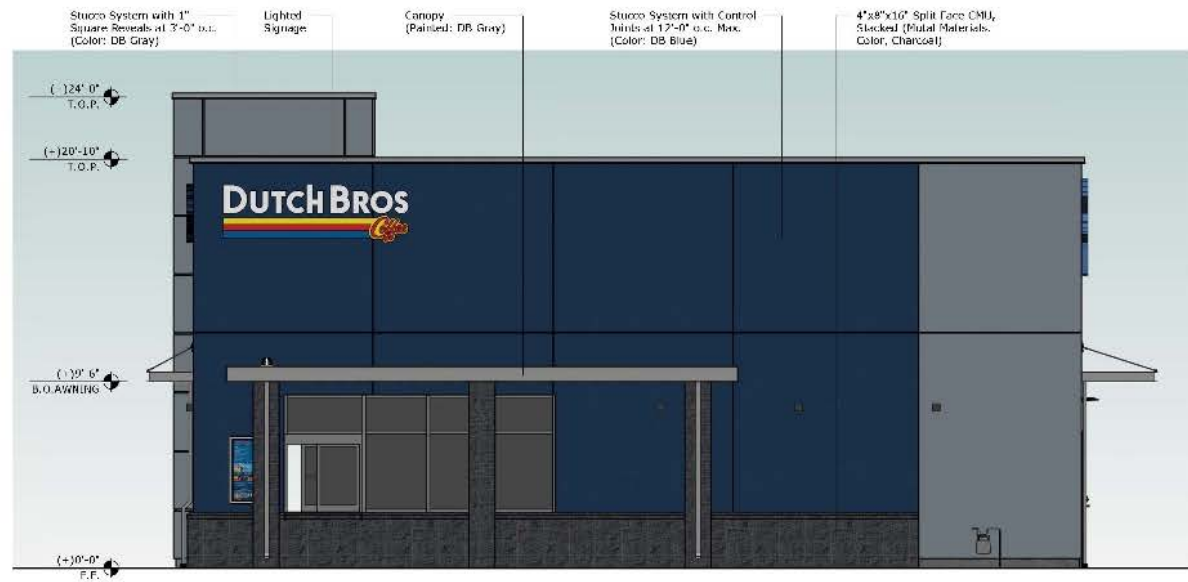 Stucco System with 1"
Square Reveals at 3'-0" o.c.
(Color: DB Gray)
Lighted
Signage
Canopy
(Painted: DB Gray)
Stucco System with Control
Joints at 12'-0" o.c. Max.
(Color: DB Blue)
4"x8"x16" Split Face CMU,
Stacked (Mutal Materials.
Color, Charcoal)
24'-0"
T.O.P.
(+)20'-10"
T.O.P.
DUTCH BROS
Coffee
(+)9'-6"
B.O.AWNING
(+)0'-0"
F.F.